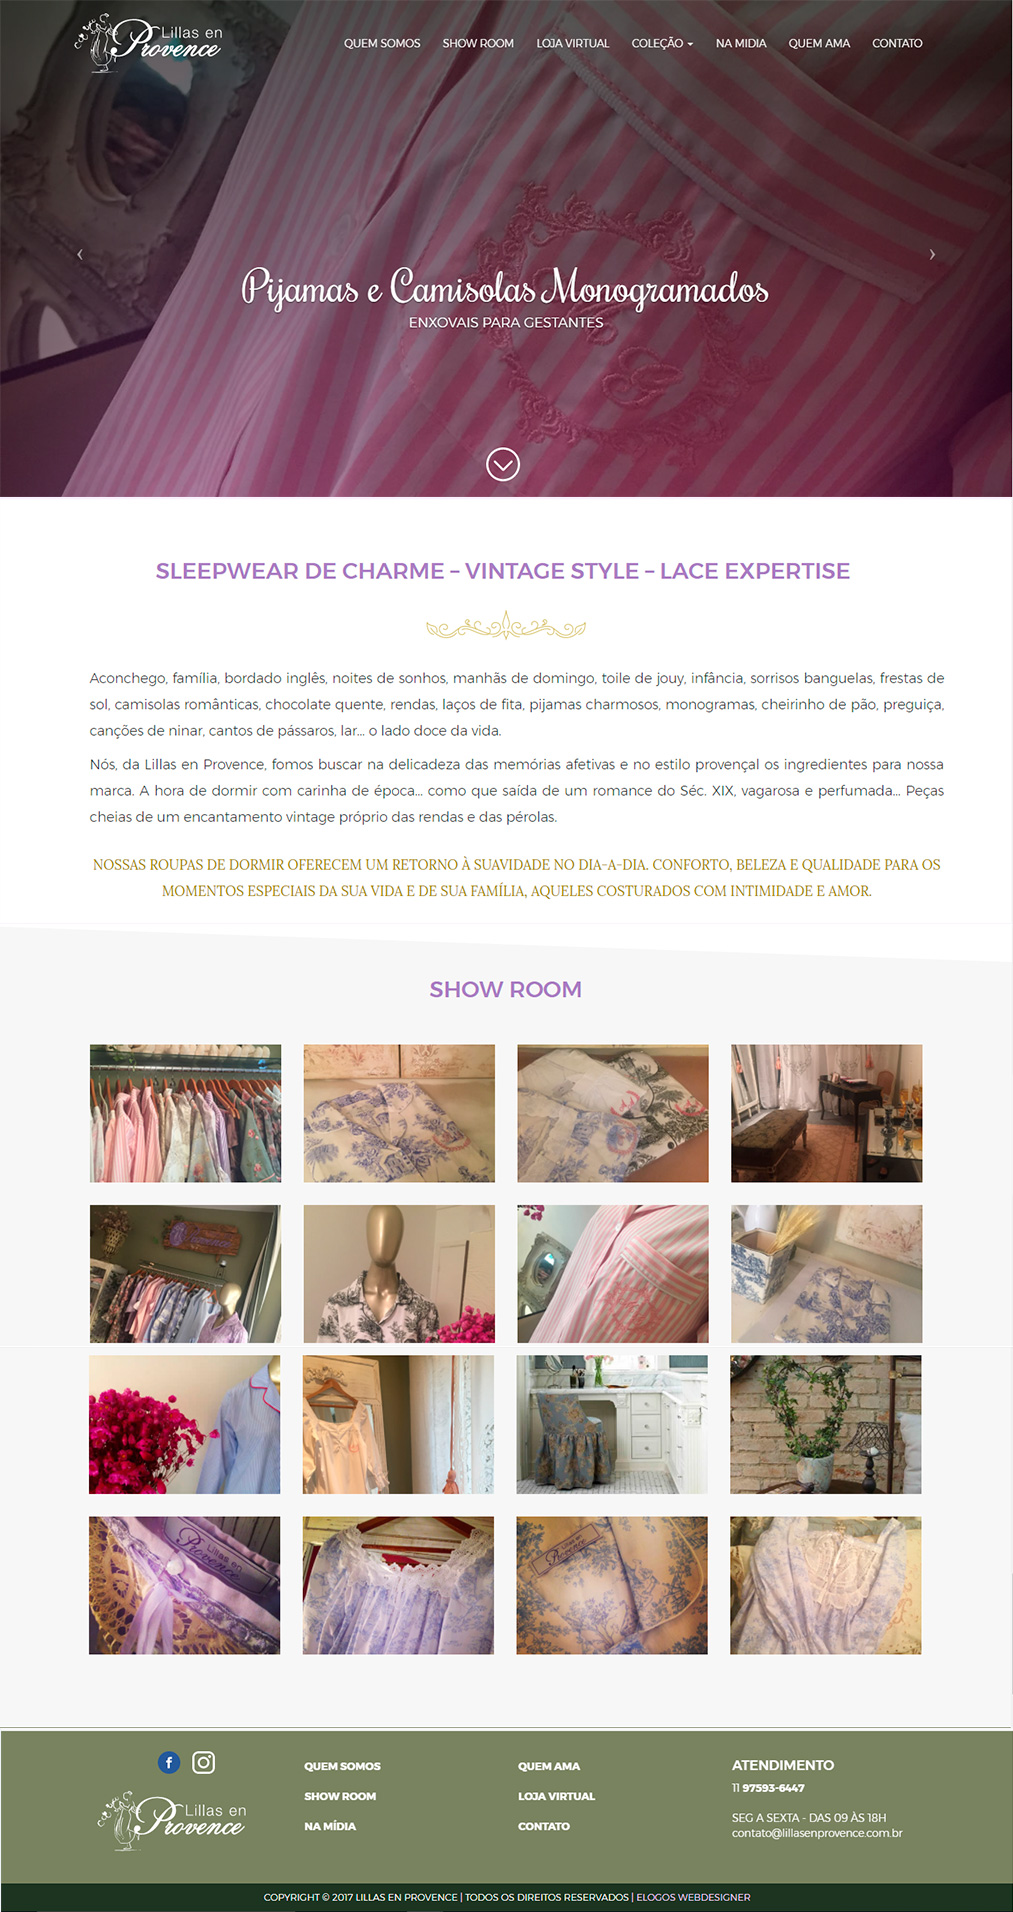 Lillas en
Provence
QUEM SOMOS
SHOW ROOM
LOJA VIRTUAL
COLEÇÃO
NA MIDIA
QUEM AMA
CONTATO
Pijamas e Camisolas Monogramados
ENXOVAIS PARA GESTANTES
SLEEPWEAR DE CHARME – VINTAGE STYLE – LACE EXPERTISE
Aconchego, família, bordado inglês, noites de sonhos, manhãs de domingo, toile de jouy, infância, sorrisos banguelas, frestas de
sol, camisolas românticas, chocolate quente, rendas, laços de fita, pijamas charmosos, monogramas, cheirinho de pão, preguiça,
canções de ninar, cantos de pássaros, lar... o lado doce da vida.
Nós, da Lillas en Provence, fomos buscar na delicadeza das memórias afetivas e no estilo provençal os ingredientes para nossa
marca. A hora de dormir com carinha de época... como que saída de um romance do Séc. XIX, vagarosa e perfumada... Peças
cheias de um encantamento vintage próprio das rendas e das pérolas.
NOSSAS ROUPAS DE DORMIR OFERECEM UM RETORNO À SUAVIDADE NO DIA-A-DIA. CONFORTO, BELEZA E QUALIDADE PARA OS
MOMENTOS ESPECIAIS DA SUA VIDA E DE SUA FAMÍLIA, AQUELES COSTURADOS COM INTIMIDADE E AMOR.
SHOW ROOM
Provence
Lillas en
Provence
Lillas en
Provence
Lillas en
Provence
QUEM SOMOS
SHOW ROOM
NA MÍDIA
QUEM AMA
LOJA VIRTUAL
CONTATO
ATENDIMENTO
11 97593-6447
SEG A SEXTA - DAS 09 ÀS 18H
contato@lillasenprovence.com.br
COPYRIGHT © 2017 LILLAS EN PROVENCE | TODOS OS DIREITOS RESERVADOS | ELOGOS WEBDESIGNER